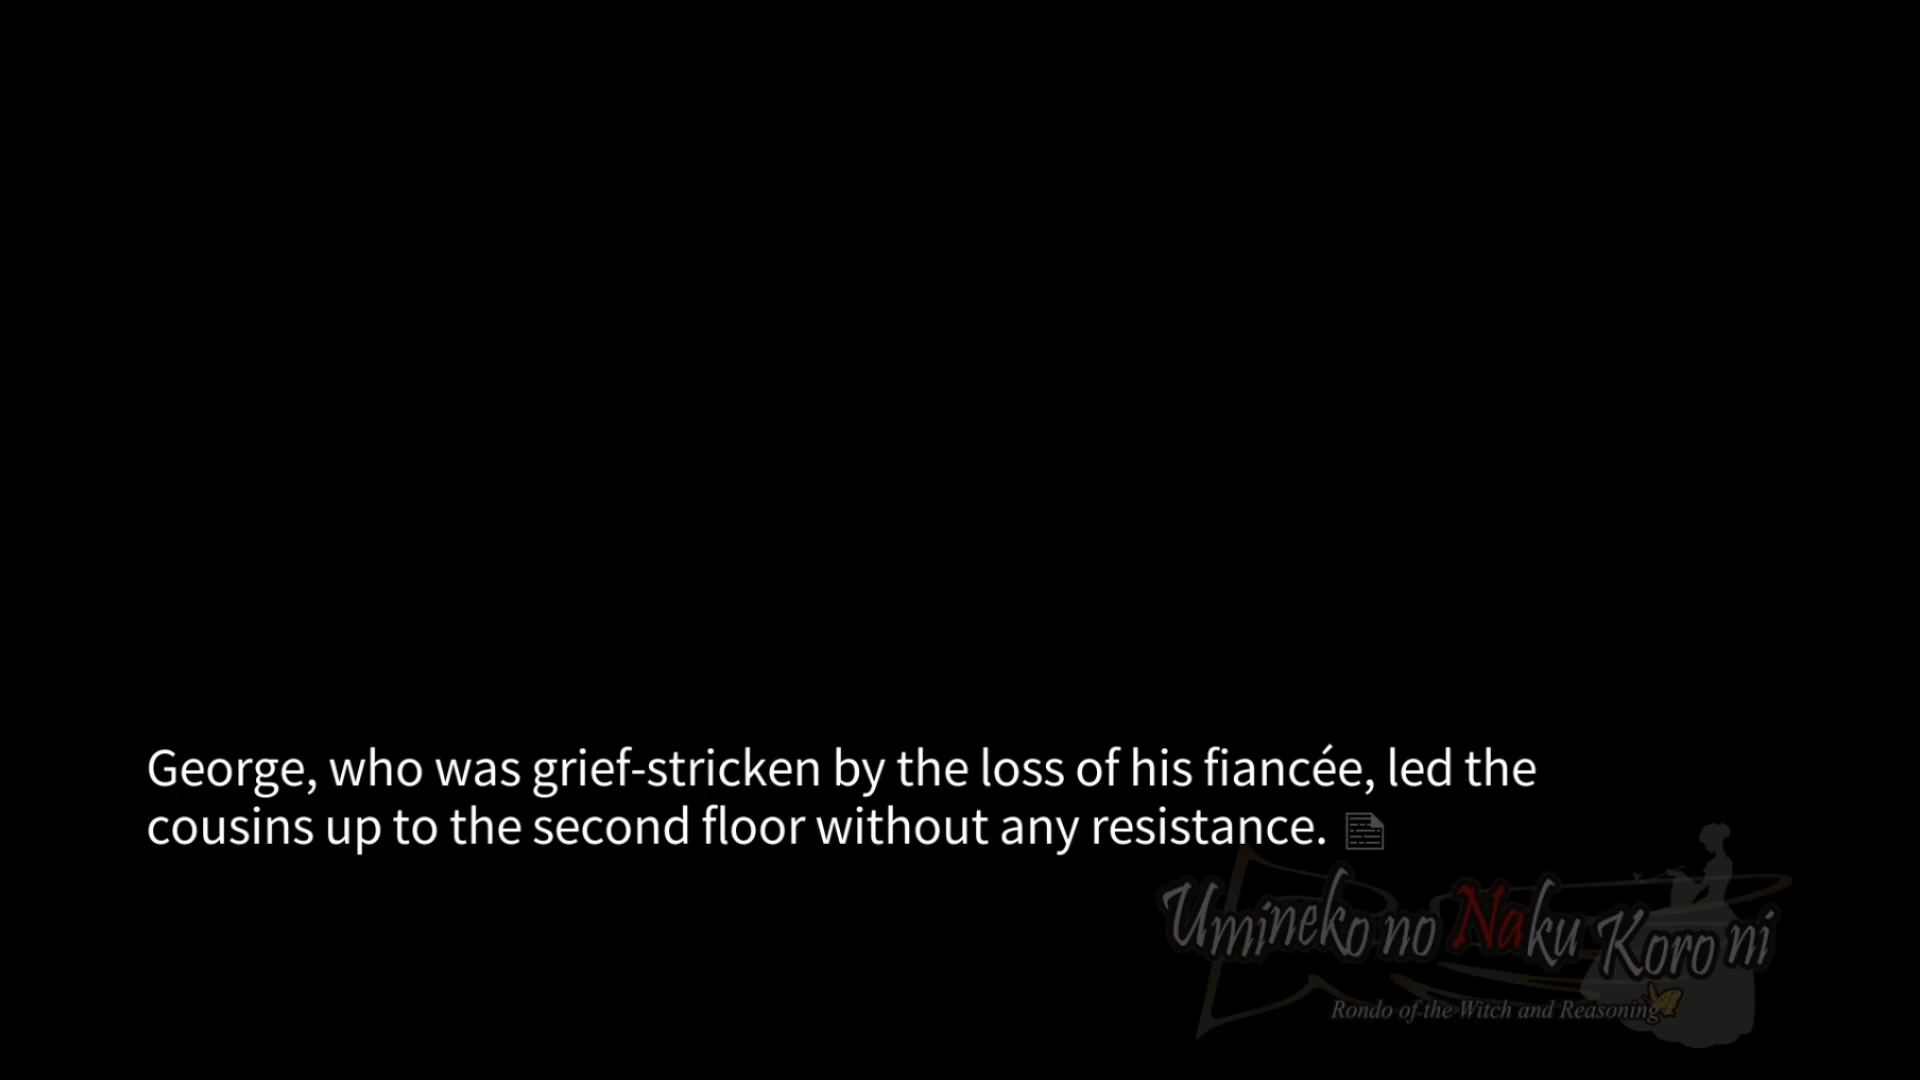 George, who was grief-stricken by the loss of his fiancée, led the
cousins up to the second floor without any resistance.
Umineko no Naku Koro ni
Rondo of the Witch and Reasoning